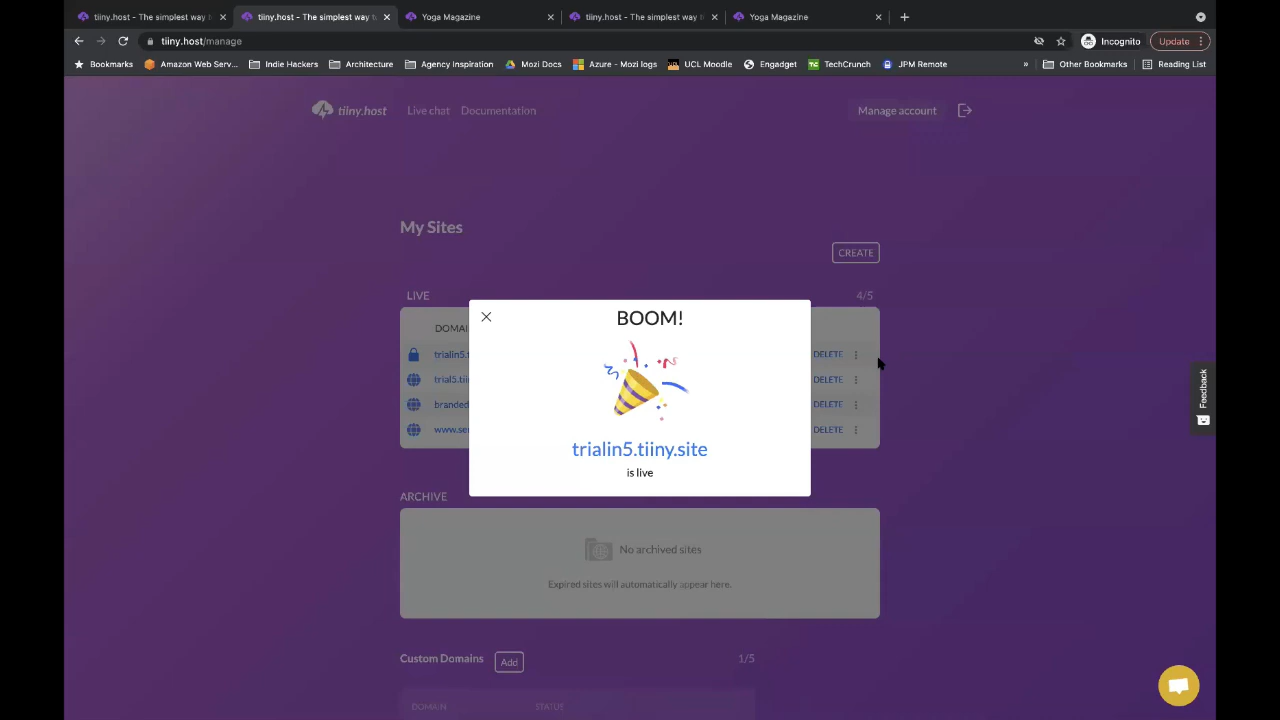 tiiny.host - The simplest way t
tiiny.host - The simplest way tu
Yoga Magazine
tiiny.host - The simplest way t
Yoga Magazine
tiiny.host/manage
Incognito
Update
Bookmarks
Amazon Web Serv...
Indie Hackers
Architecture
Agency Inspiration
Mozi Docs
Azure - Mozi logs
UCL Moodle
Engadget
TechCrunch
JPM Remote
»
Other Bookmarks
Reading List
tiiny.host
Live chat
Documentation
Manage account
My Sites
CREATE
LIVE
4/5
DOMAI
trialin5.t
DELETE
trial5.tii
DELETE
branded
DELETE
www.ser
DELETE
BOOM!
trialin5.tiiny.site
is live
Feedback
ARCHIVE
No archived sites
Expired sites will automatically appear here.
Custom Domains
Add
1/5
DOMAIN
STATUS